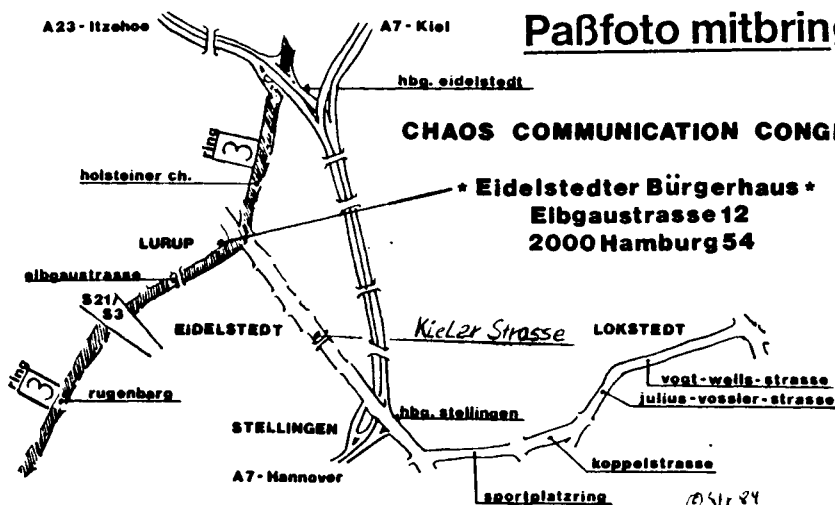 A23-Itzehoe
A7-Kiel
Paßfoto mitbring
hbg. eidelstedt
CHAOS COMMUNICATION CONG
ring
3
holsteiner ch.
* Eidelstedter Bürgerhaus *
Elbgaustrasse 12
2000 Hamburg 54
LURUP
elbgaustrasse
S21/
S3
EIDELSTEDT
Kieler Strasse
LOKSTEDT
ring
3
rugenbarg
vogt-wells-strasse
julius-vossler-strasse
hbg. stellingen
STELLINGEN
koppelstrasse
A7-Hannover
sportplatzring
84